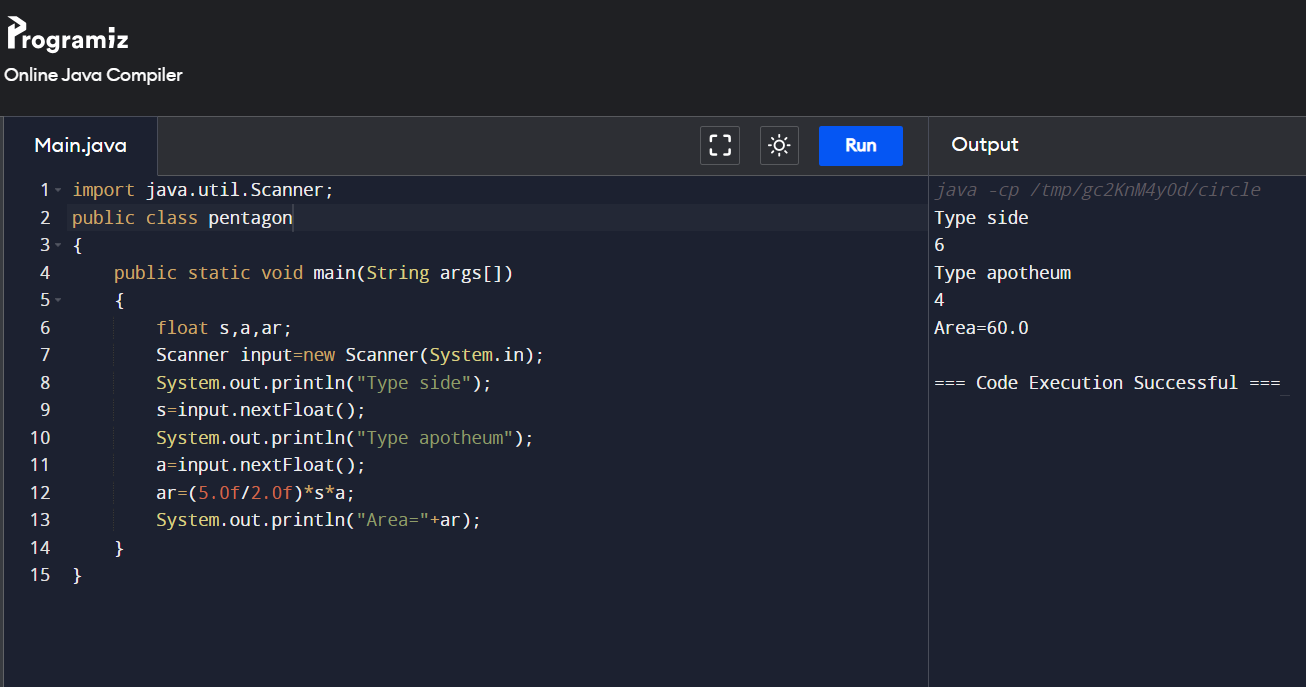 Programiz
Online Java Compiler
Main.java
Run
Output
1 import java.util.Scanner;
2 public class pentagon
3 {
4     public static void main(String args[])
5     {
6         float s,a,ar;
7         Scanner input=new Scanner(System.in);
8         System.out.println("Type side");
9         s=input.nextFloat();
10         System.out.println("Type apotheum");
11         a=input.nextFloat();
12         ar=(5.0f/2.0f)*s*a;
13         System.out.println("Area="+ar);
14     }
15 }
java -cp /tmp/gc2KnM4yOd/circle
Type side
6
Type apotheum
4
Area=60.0
=== Code Execution Successful ===